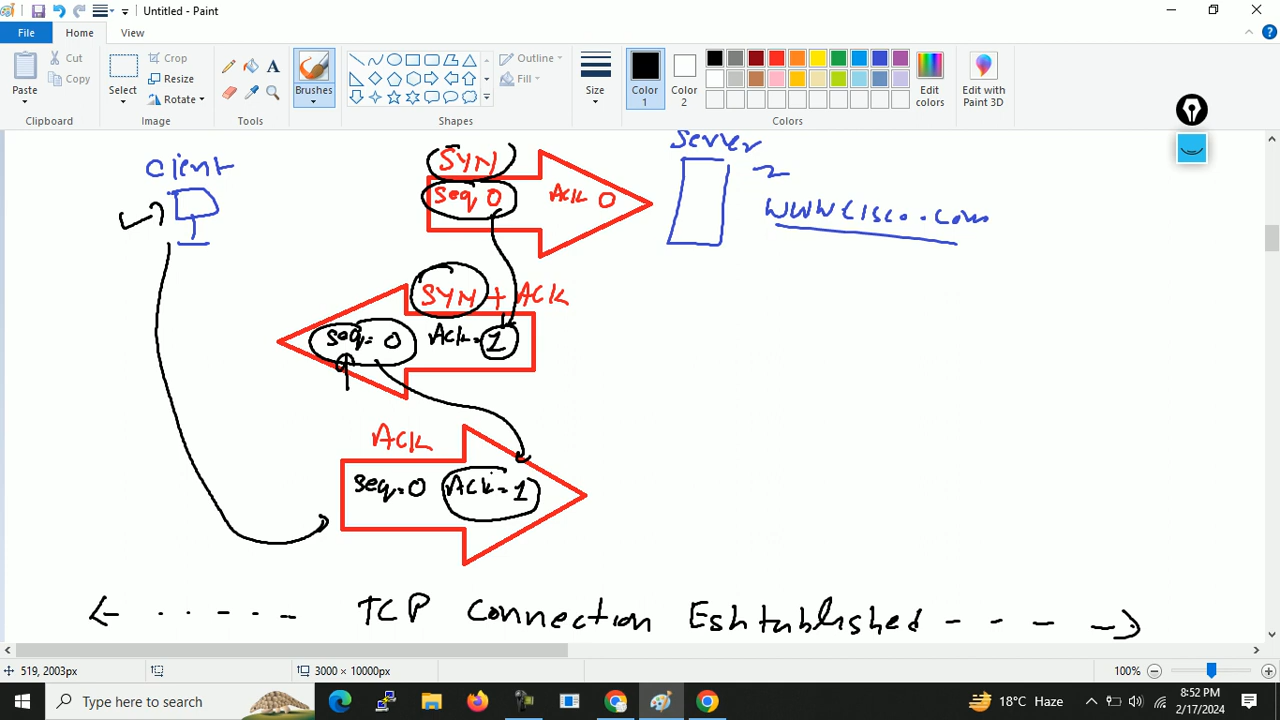 Untitled - Paint
File Home View
Paste
Cut
Copy
Clipboard
Select
Crop
Resize
Rotate
Image
A
Tools
Brushes
Outline
Fill
Shapes
Size
Color 1
Color 2
Edit colors
Edit with Paint 3D
Colors
Client
SYN
Seq 0 Ack 0
Server
www.cisco.com
SYN + ACK
Seq= 0 Ack=1
ACK
Seq=0 Ack=1
TCP Connection Eshtablished
519, 2003px
3000 × 10000px
100%
Type here to search
18°C Haze
8:52 PM
2/17/2024